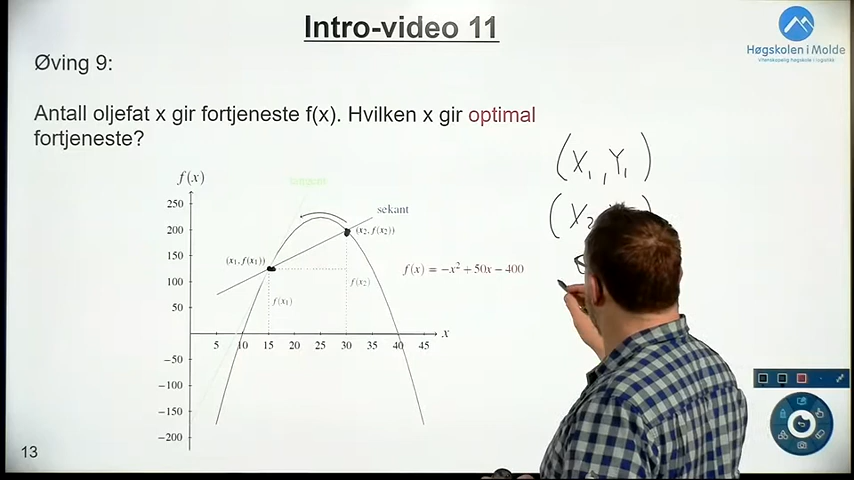 Intro-video 11
Høgskolen i Molde
Vitenskapelig høgskole i logistikk
Øving 9:
Antall oljefat x gir fortjeneste f(x). Hvilken x gir optimal
fortjeneste?
(X₁, Y₁)
(X₂
f(x)
sekant
(x₁, f(x₁))
(x₂, f(x₂))
f(x) = −x² + 50x − 400
f(x₁)
f(x₂)
250
200
150
100
50
−50
−100
−150
−200
5 10 15 20 25 30 35 40 45
x
13